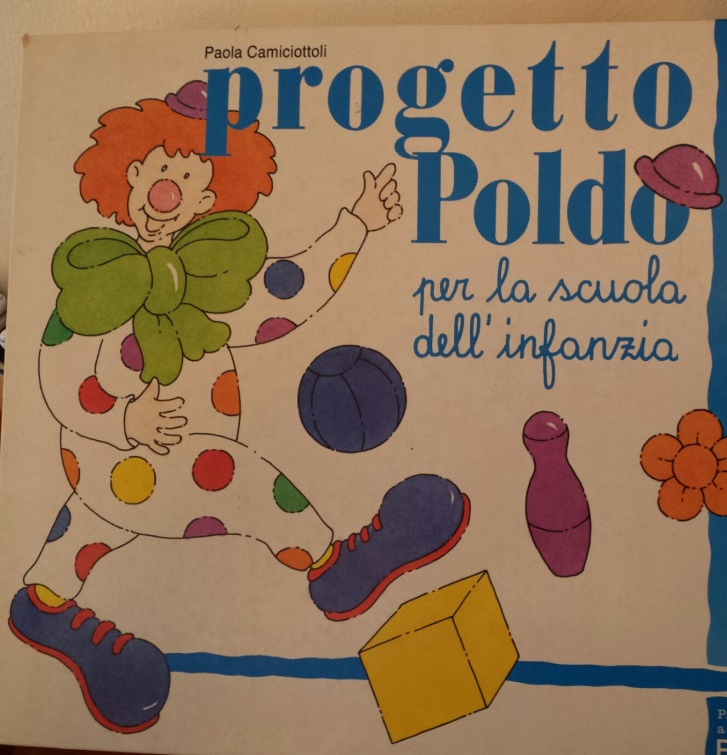 Paola Camiciottoli
progetto
Poldo
per la scuola
dell'infanzia